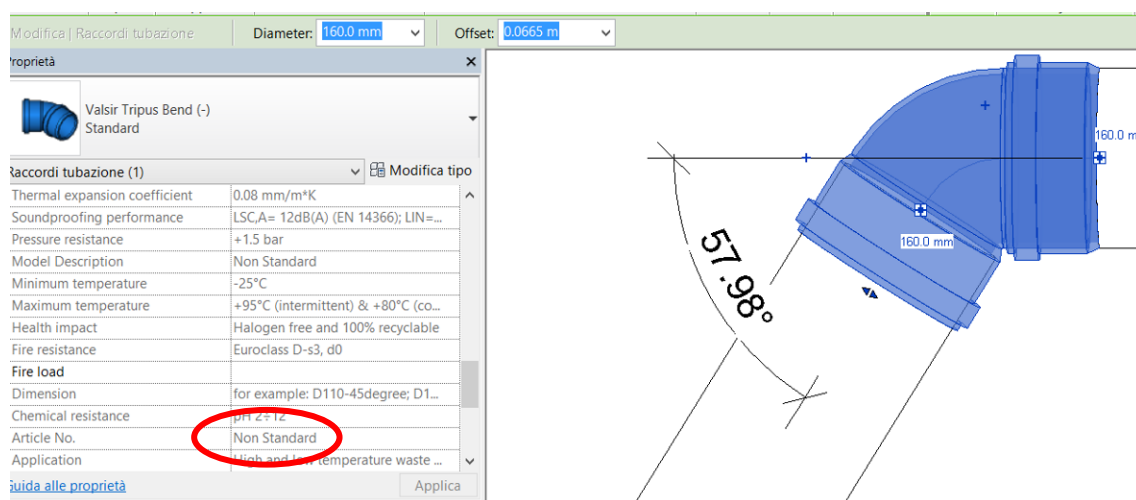 Modifica | Raccordi tubazione Diameter: 160.0 mm Offset: 0.0665 m
Proprietà
Valsir Tripus Bend (-)
Standard
Raccordi tubazione (1) Modifica tipo
Thermal expansion coefficient 0.08 mm/m*K
Soundproofing performance LSC,A= 12dB(A) (EN 14366); LIN=...
Pressure resistance +1.5 bar
Model Description Non Standard
Minimum temperature -25°C
Maximum temperature +95°C (intermittent) & +80°C (co...
Health impact Halogen free and 100% recyclable
Fire resistance Euroclass D-s3, d0
Fire load
Dimension for example: D110-45degree; D1...
Chemical resistance pH 2÷12
Article No. Non Standard
Application High and low temperature waste ...
Guida alle proprietà Applica
160.0 mm
160.0 mm
57.98°